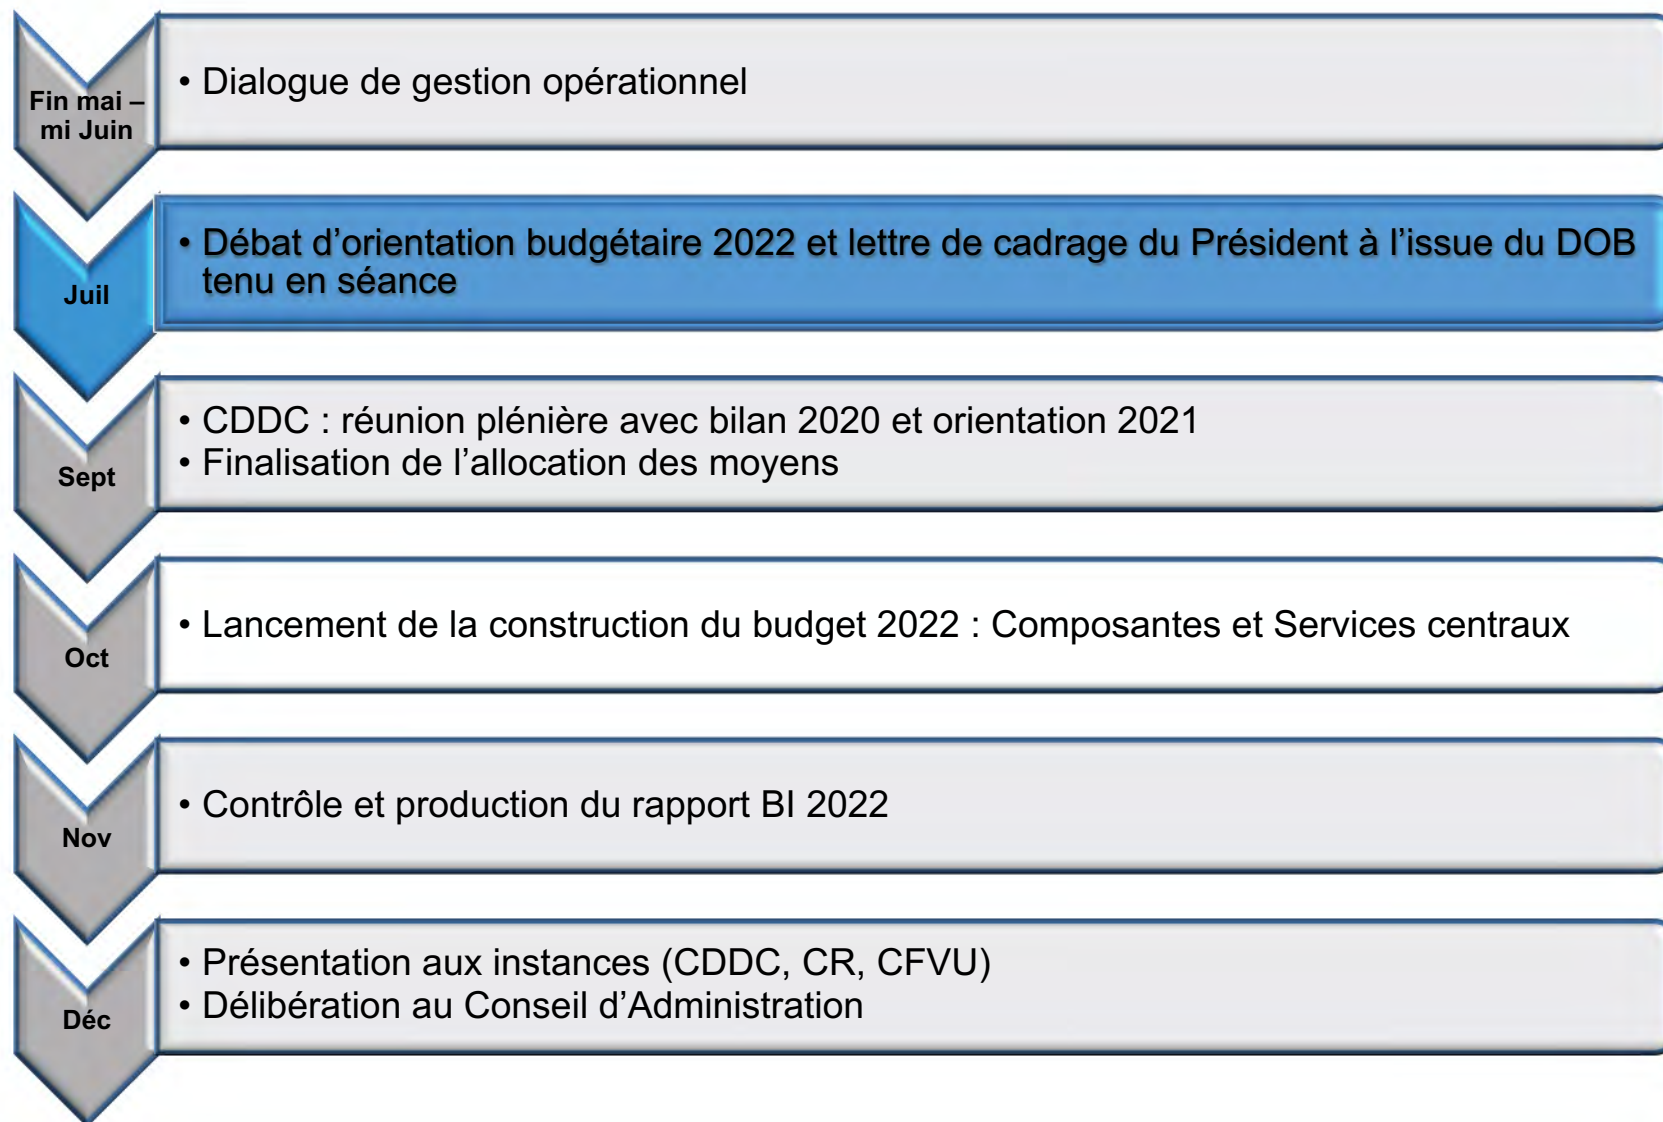 Fin mai –
mi Juin
• Dialogue de gestion opérationnel
Juil
• Débat d’orientation budgétaire 2022 et lettre de cadrage du Président à l’issue du DOB
tenu en séance
Sept
• CDDC : réunion plénière avec bilan 2020 et orientation 2021
• Finalisation de l’allocation des moyens
Oct
• Lancement de la construction du budget 2022 : Composantes et Services centraux
Nov
• Contrôle et production du rapport BI 2022
Déc
• Présentation aux instances (CDDC, CR, CFVU)
• Délibération au Conseil d’Administration